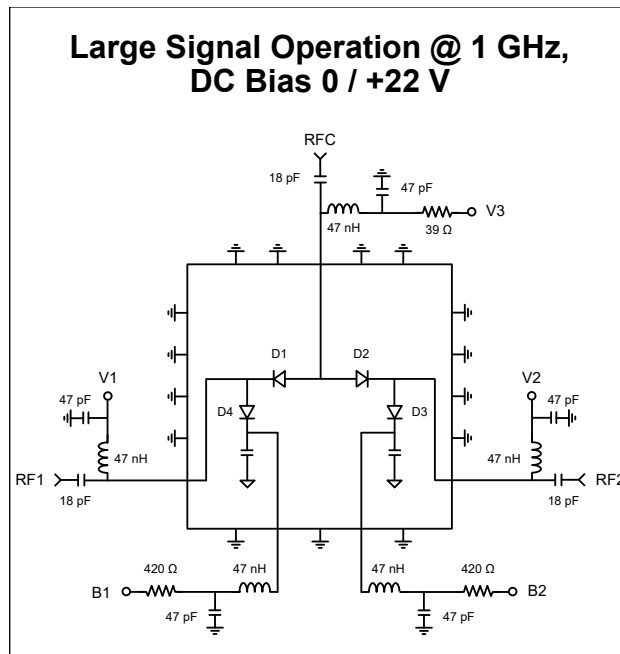 Large Signal Operation @ 1 GHz,
DC Bias 0 / +22 V
RFC
18 pF
47 pF
V3
47 nH
39 Ω
D1
D2
V1
V2
47 pF
47 pF
D4
D3
47 nH
47 nH
RF1
RF2
18 pF
18 pF
420 Ω
47 nH
47 nH
420 Ω
B1
B2
47 pF
47 pF